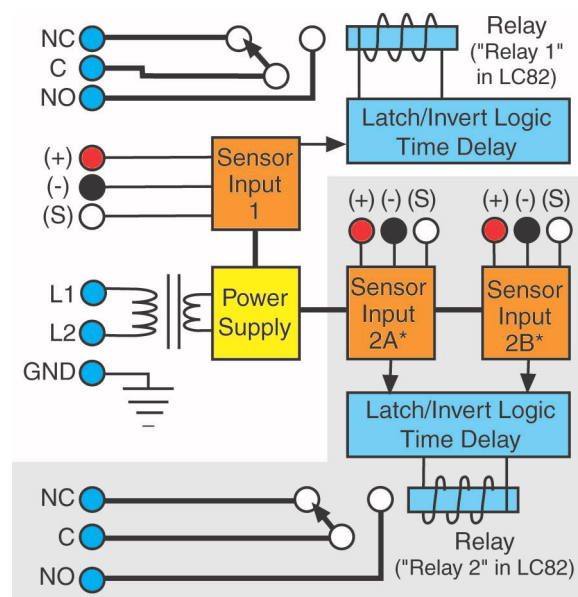 NC
C
NO
Relay
("Relay 1"
in LC82)
Latch/Invert Logic
Time Delay
(+)
(-)
(S)
Sensor
Input
1
(+) (-) (S)
(+) (-) (S)
L1
L2
GND
Power
Supply
Sensor
Input
2A*
Sensor
Input
2B*
Latch/Invert Logic
Time Delay
NC
C
NO
Relay
("Relay 2" in LC82)